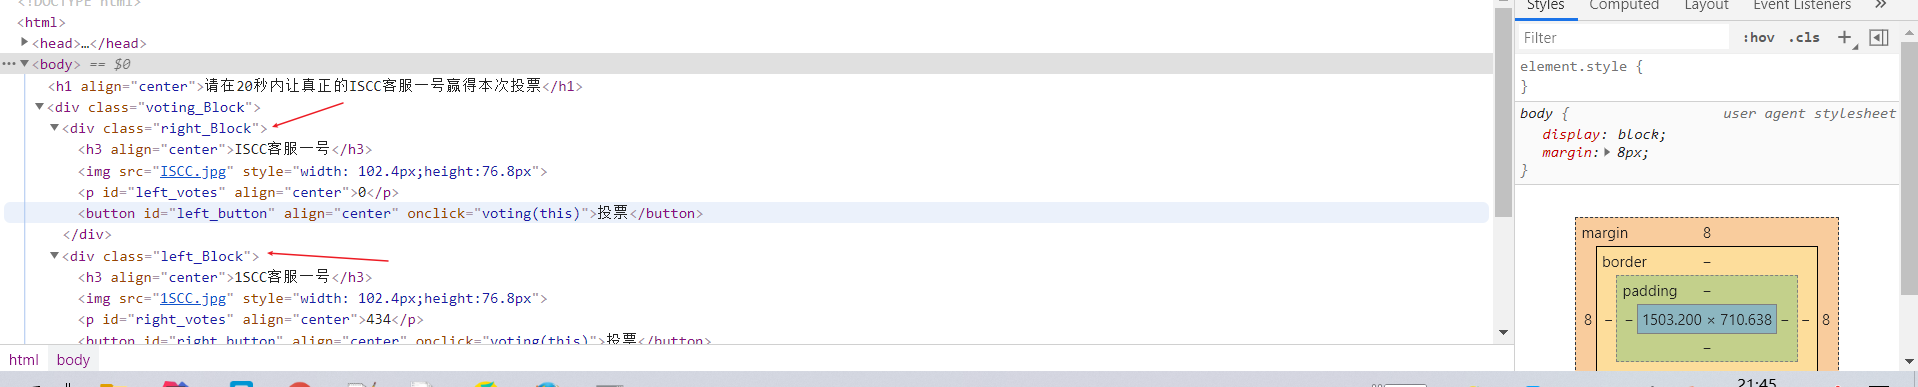 <!DOCTYPE html>
<html>
<head>…</head>
<body> == $0
<h1 align="center">请在20秒内让真正的ISCC客服一号赢得本次投票</h1>
<div class="voting_Block">
<div class="right_Block">
<h3 align="center">ISCC客服一号</h3>
<img src="ISCC.jpg" style="width: 102.4px;height:76.8px">
<p id="left_votes" align="center">0</p>
<button id="left_button" align="center" onclick="voting(this)">投票</button>
</div>
<div class="left_Block">
<h3 align="center">1SCC客服一号</h3>
<img src="1SCC.jpg" style="width: 102.4px;height:76.8px">
<p id="right_votes" align="center">434</p>
<button id="right_button" align="center" onclick="voting(this)">投票</button>
html body
Styles Computed Layout Event Listeners »
Filter :hov .cls +
element.style {
}
body { user agent stylesheet
display: block;
margin: 8px;
}
margin 8
border –
padding –
8 – – 1503.200 × 710.638 – – 8
–
21:45